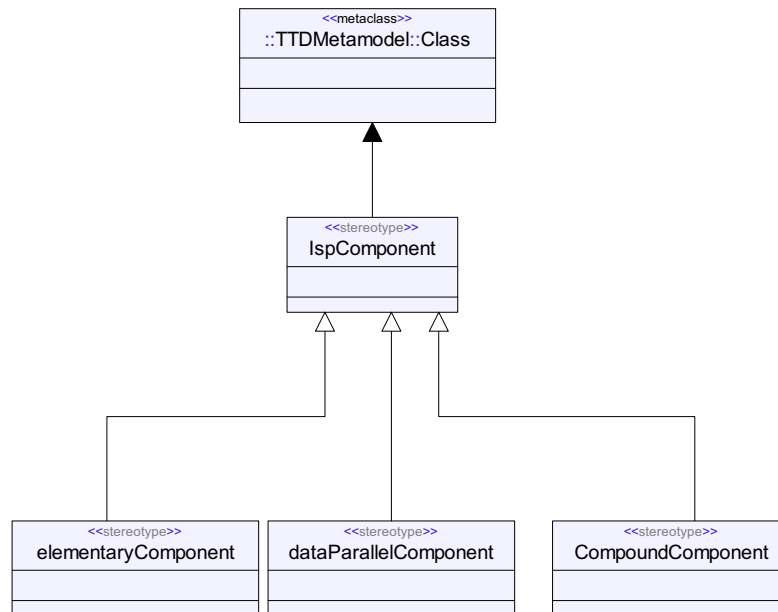 <<metaclass>>
::TTDMetamodel::Class
<<stereotype>>
IspComponent
<<stereotype>>
elementaryComponent
<<stereotype>>
dataParallelComponent
<<stereotype>>
CompoundComponent